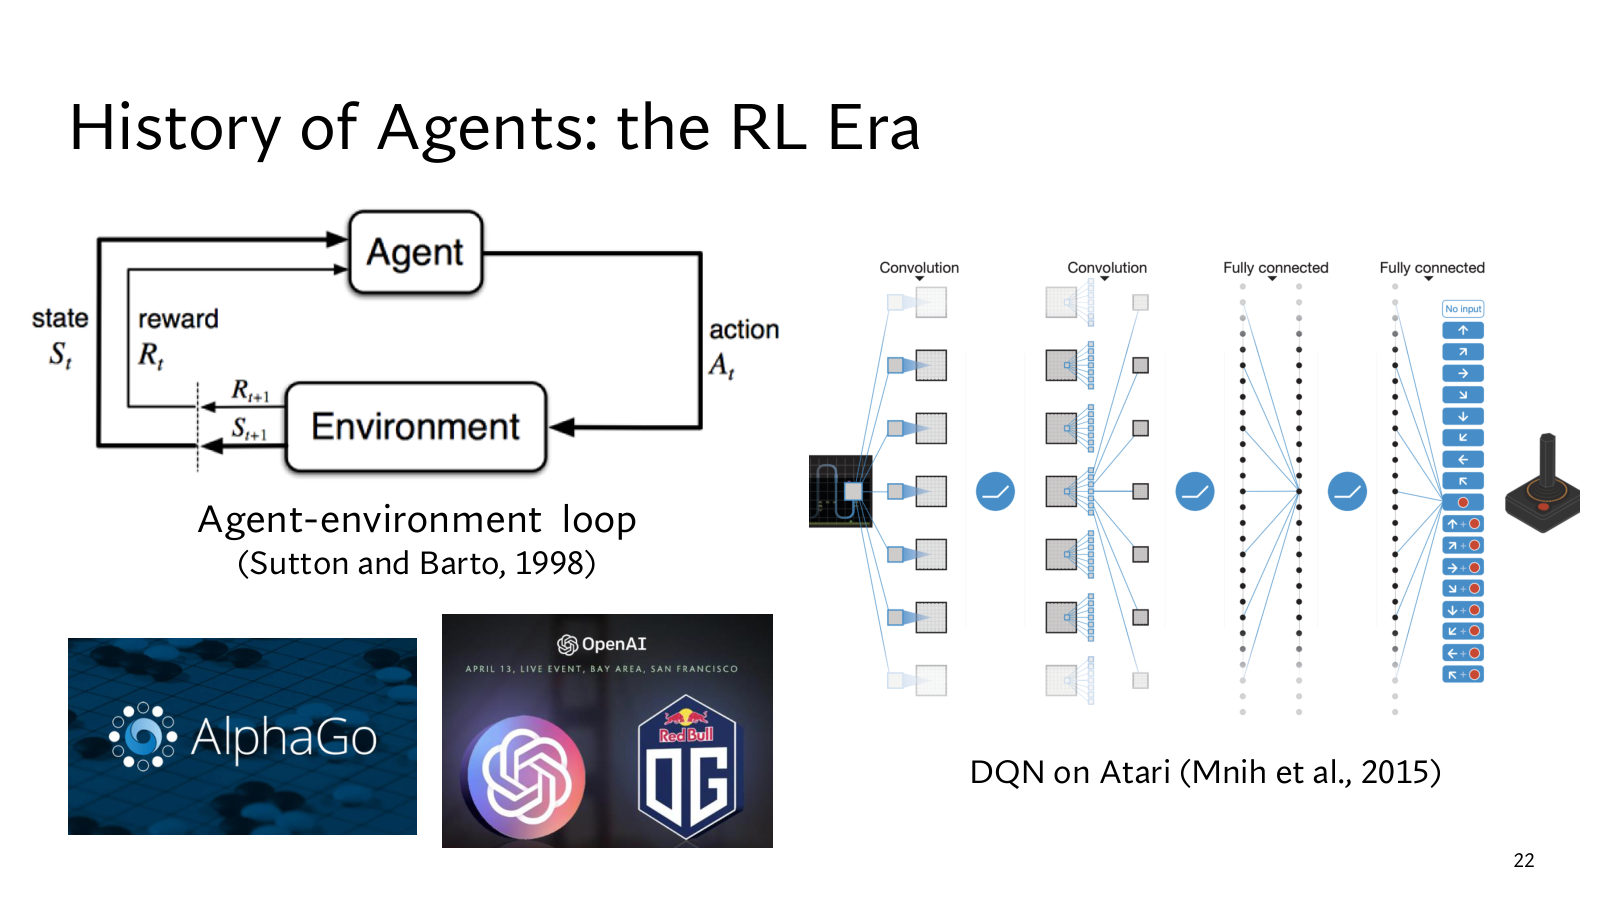 History of Agents: the RL Era
Agent
state
S_t
reward
R_t
action
A_t
R_{t+1}
S_{t+1}
Environment
Agent-environment loop
(Sutton and Barto, 1998)
AlphaGo
OpenAI
APRIL 13, LIVE EVENT, BAY AREA, SAN FRANCISCO
Red Bull
OG
Convolution
Convolution
Fully connected
Fully connected
No input
DQN on Atari (Mnih et al., 2015)
22